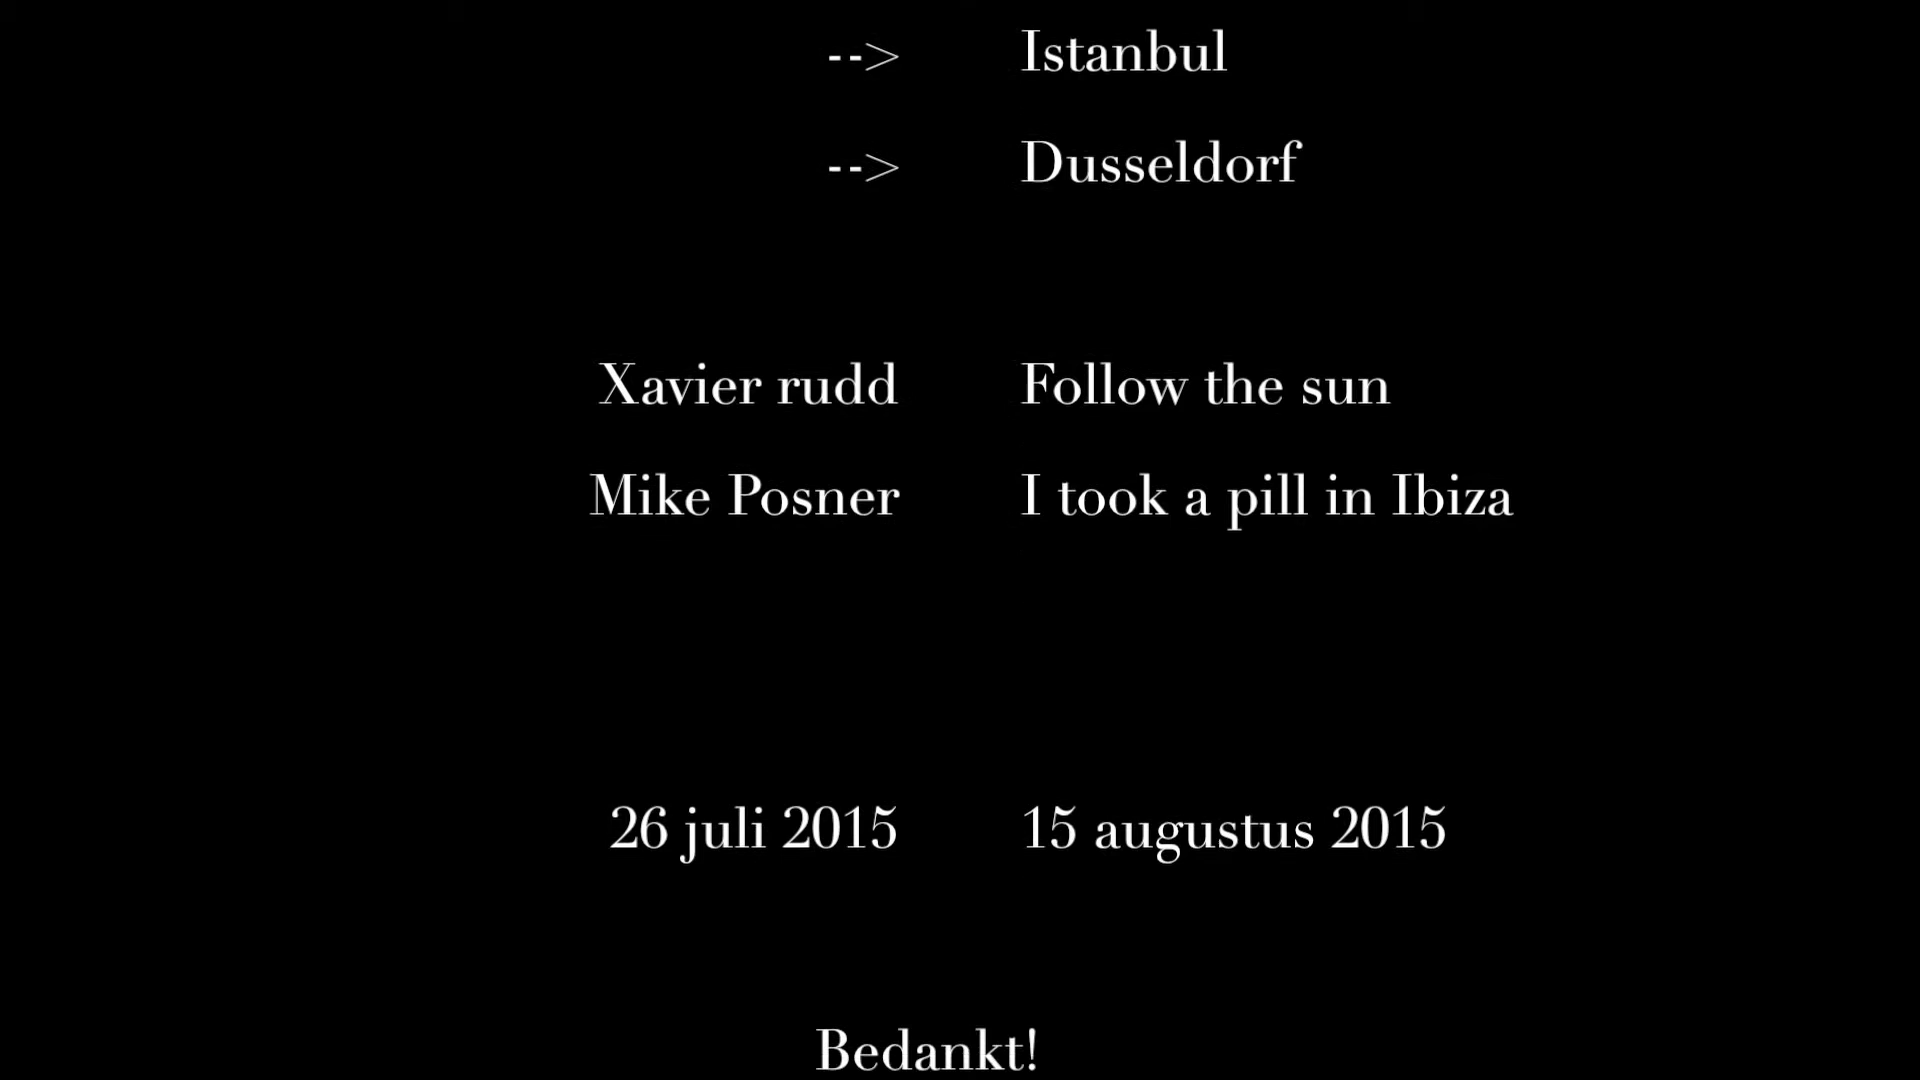 --> Istanbul
--> Dusseldorf
Xavier rudd Follow the sun
Mike Posner I took a pill in Ibiza
26 juli 2015 15 augustus 2015
Bedankt!